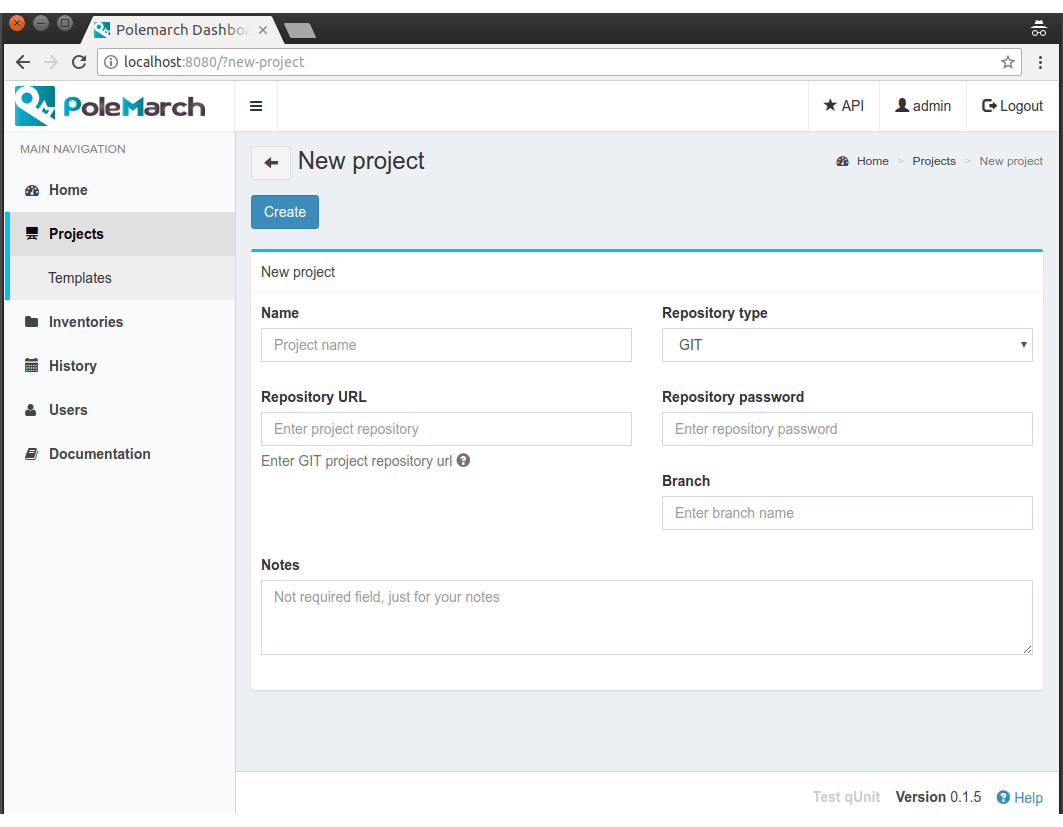 Polemarch Dashboa
localhost:8080/?new-project
PoleMarch
API
admin
Logout
MAIN NAVIGATION
Home
Projects
Templates
Inventories
History
Users
Documentation
New project
Home > Projects > New project
Create
New project
Name
Project name
Repository type
GIT
Repository URL
Enter project repository
Enter GIT project repository url
Repository password
Enter repository password
Branch
Enter branch name
Notes
Not required field, just for your notes
Test qUnit Version 0.1.5 Help